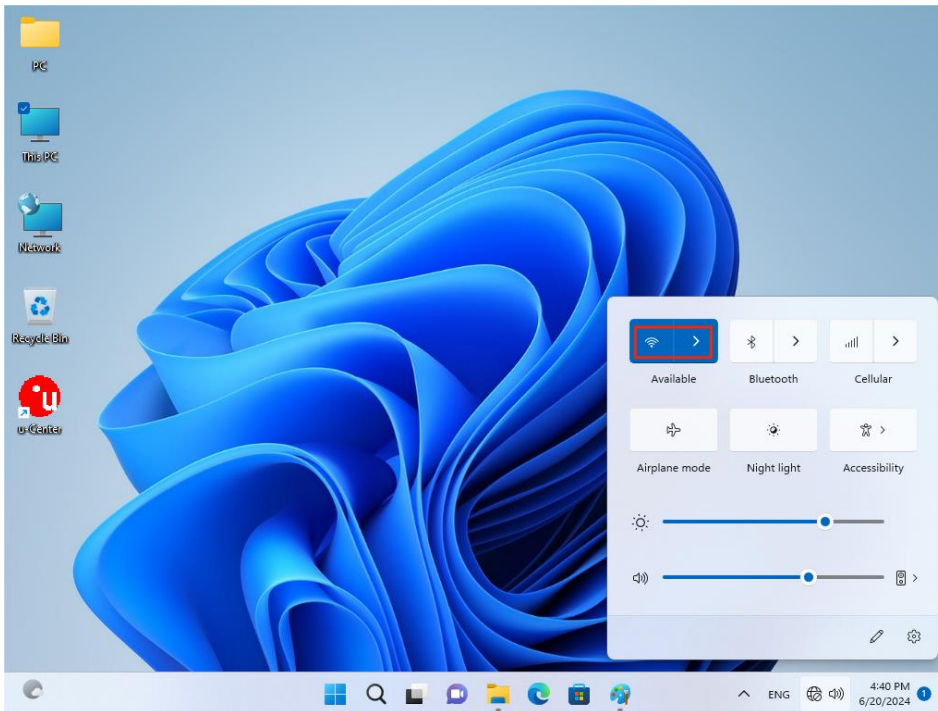 PC
This PC
Network
Recycle Bin
u
u-Center
Available
Bluetooth
Cellular
Airplane mode
Night light
Accessibility
ENG
4:40 PM
6/20/2024
1